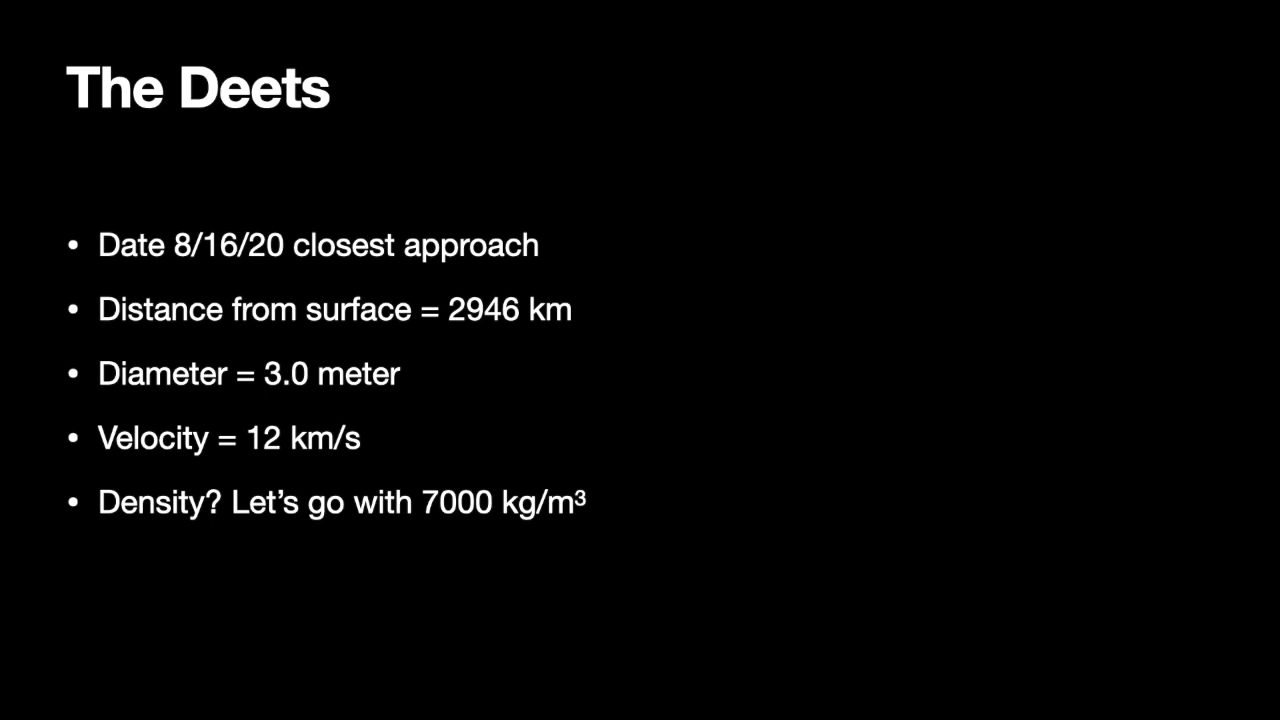 The Deets
• Date 8/16/20 closest approach
• Distance from surface = 2946 km
• Diameter = 3.0 meter
• Velocity = 12 km/s
• Density? Let’s go with 7000 kg/m³